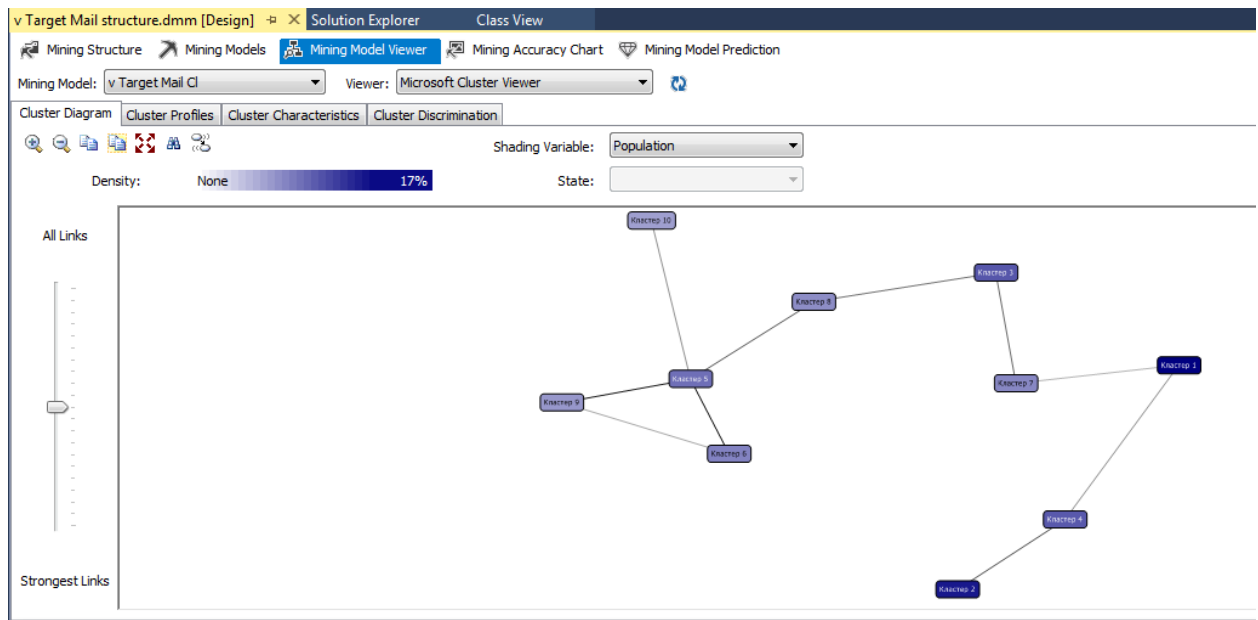 v Target Mail structure.dmm [Design] Solution Explorer Class View
Mining Structure Mining Models Mining Model Viewer Mining Accuracy Chart Mining Model Prediction
Mining Model: v Target Mail Cl Viewer: Microsoft Cluster Viewer
Cluster Diagram Cluster Profiles Cluster Characteristics Cluster Discrimination
Shading Variable: Population
Density: None 17% State:
All Links
Кластер 10
Кластер 3
Кластер 8
Кластер 1
Кластер 5
Кластер 7
Кластер 9
Кластер 6
Кластер 4
Strongest Links
Кластер 2